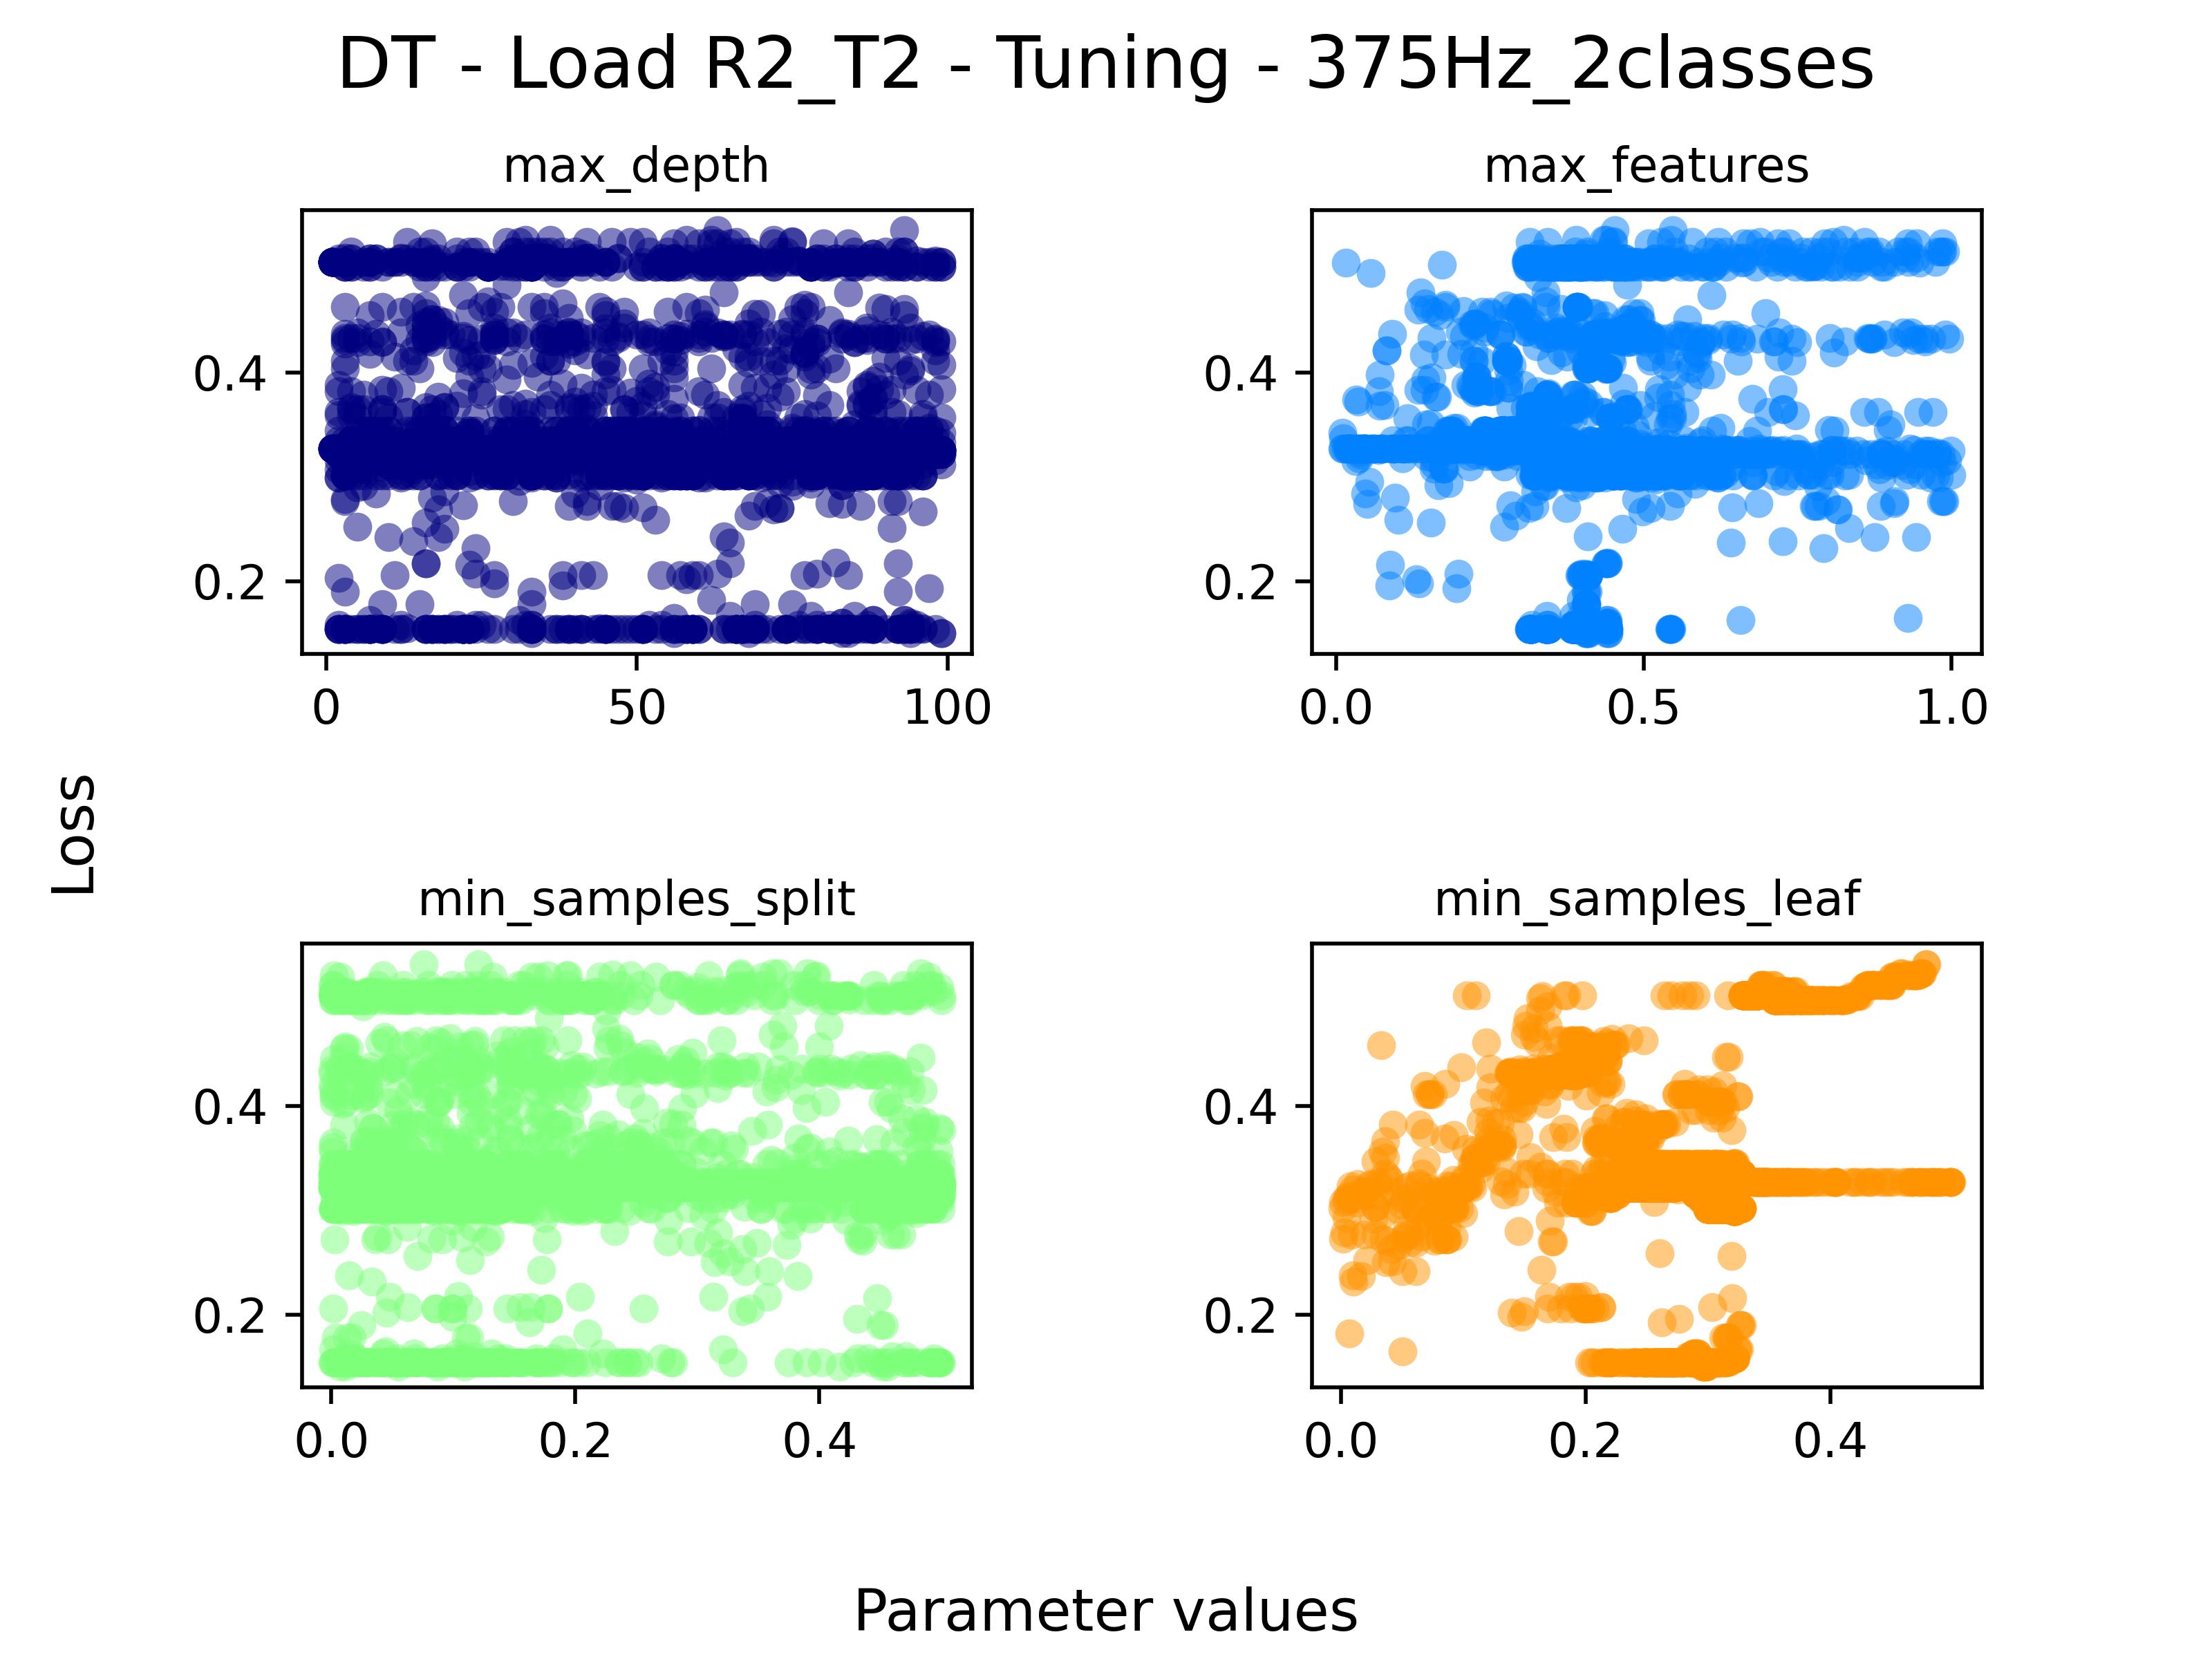 DT - Load R2_T2 - Tuning - 375Hz_2classes
max_depth
max_features
0.4
0.2
0
50
100
0.4
0.2
0.0
0.5
1.0
Loss
min_samples_split
min_samples_leaf
0.4
0.2
0.0
0.2
0.4
0.4
0.2
0.0
0.2
0.4
Parameter values